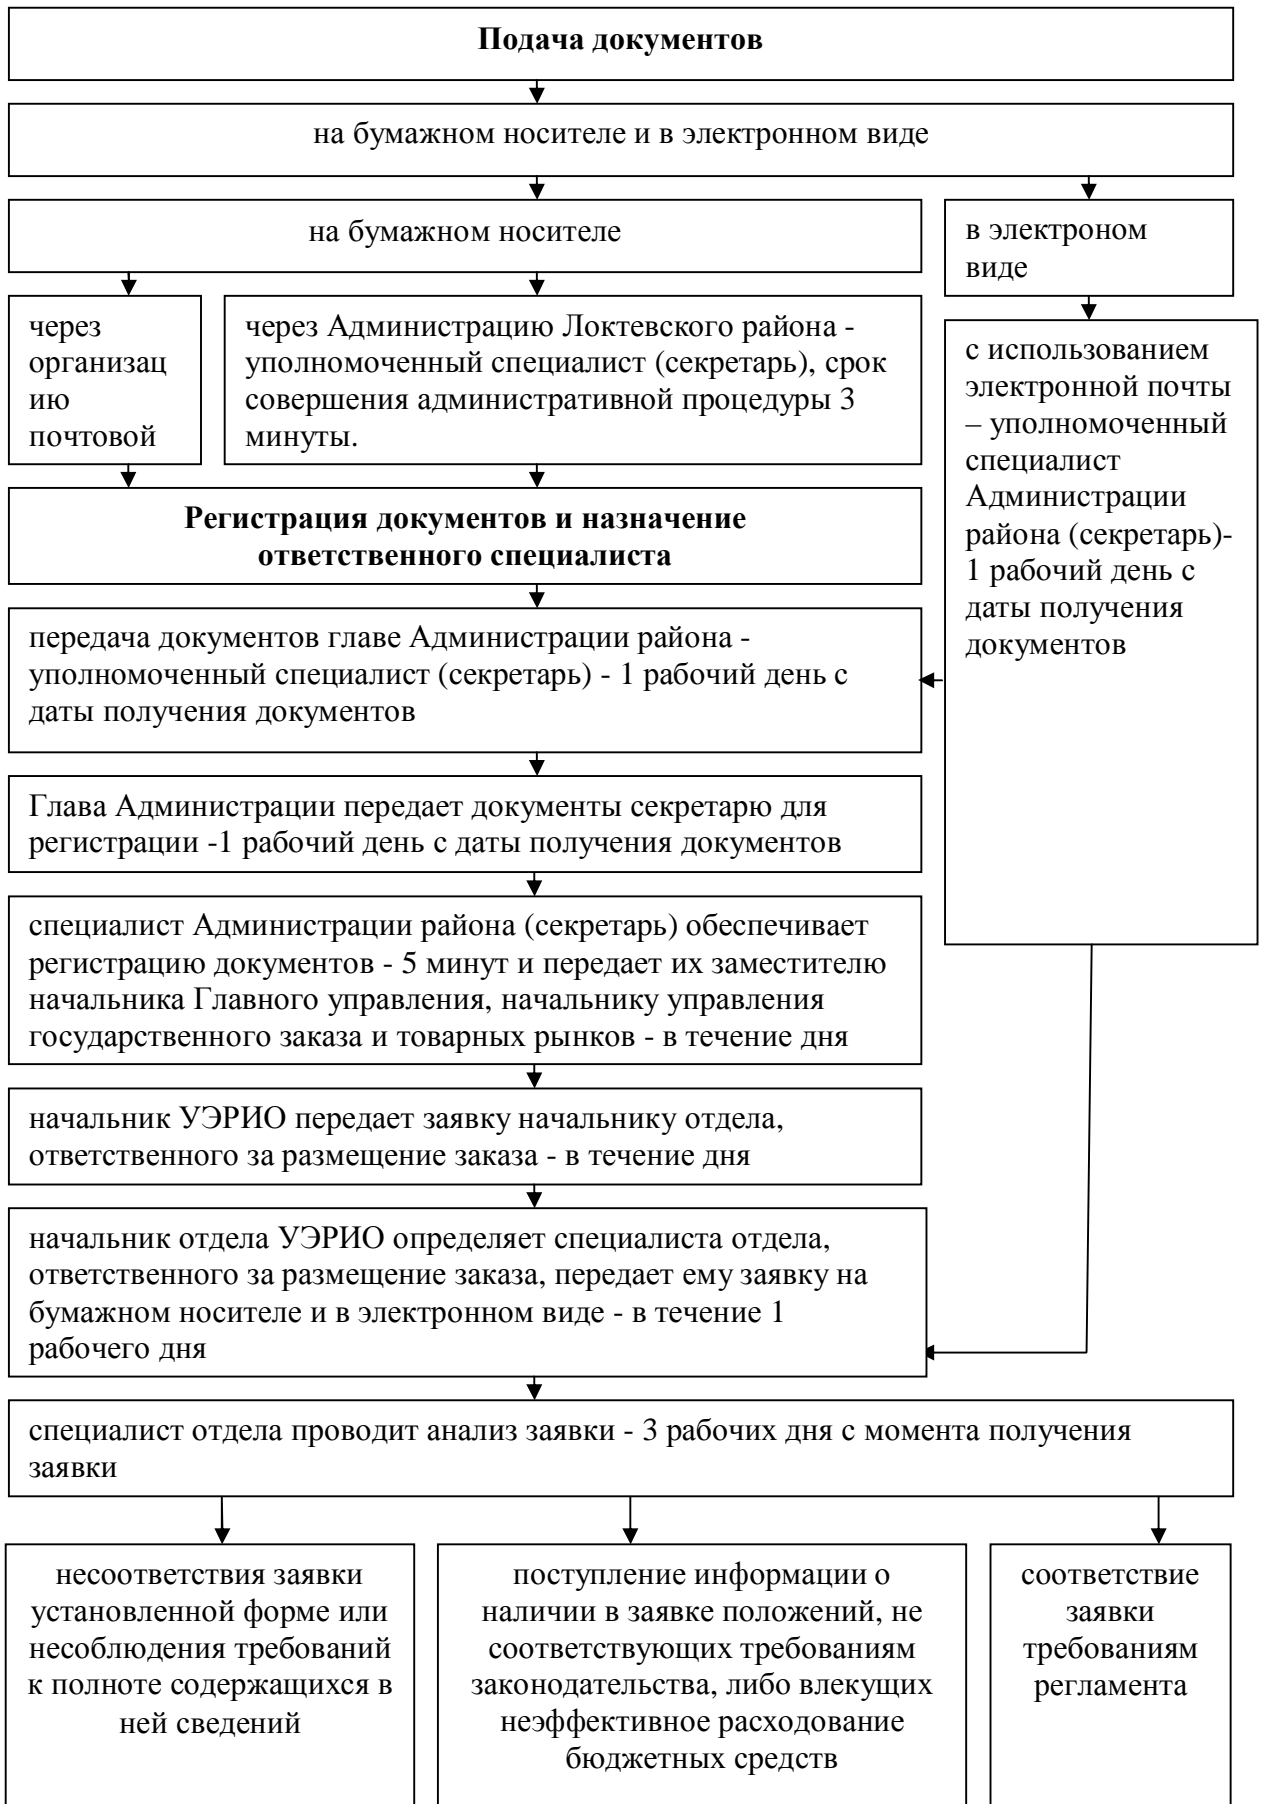 Подача документов
на бумажном носителе и в электронном виде
на бумажном носителе
в электроном
виде
через
организац
ию
почтовой
через Администрацию Локтевского района -
уполномоченный специалист (секретарь), срок
совершения административной процедуры 3
минуты.
с использованием
электронной почты
– уполномоченный
специалист
Администрации
района (секретарь)-
1 рабочий день с
даты получения
документов
Регистрация документов и назначение
ответственного специалиста
передача документов главе Администрации района -
уполномоченный специалист (секретарь) - 1 рабочий день с
даты получения документов
Глава Администрации передает документы секретарю для
регистрации -1 рабочий день с даты получения документов
специалист Администрации района (секретарь) обеспечивает
регистрацию документов - 5 минут и передает их заместителю
начальника Главного управления, начальнику управления
государственного заказа и товарных рынков - в течение дня
начальник УЭРИО передает заявку начальнику отдела,
ответственного за размещение заказа - в течение дня
начальник отдела УЭРИО определяет специалиста отдела,
ответственного за размещение заказа, передает ему заявку на
бумажном носителе и в электронном виде - в течение 1
рабочего дня
специалист отдела проводит анализ заявки - 3 рабочих дня с момента получения
заявки
несоответствия заявки
установленной форме или
несоблюдения требований
к полноте содержащихся в
ней сведений
поступление информации о
наличии в заявке положений, не
соответствующих требованиям
законодательства, либо влекущих
неэффективное расходование
бюджетных средств
соответствие
заявки
требованиям
регламента